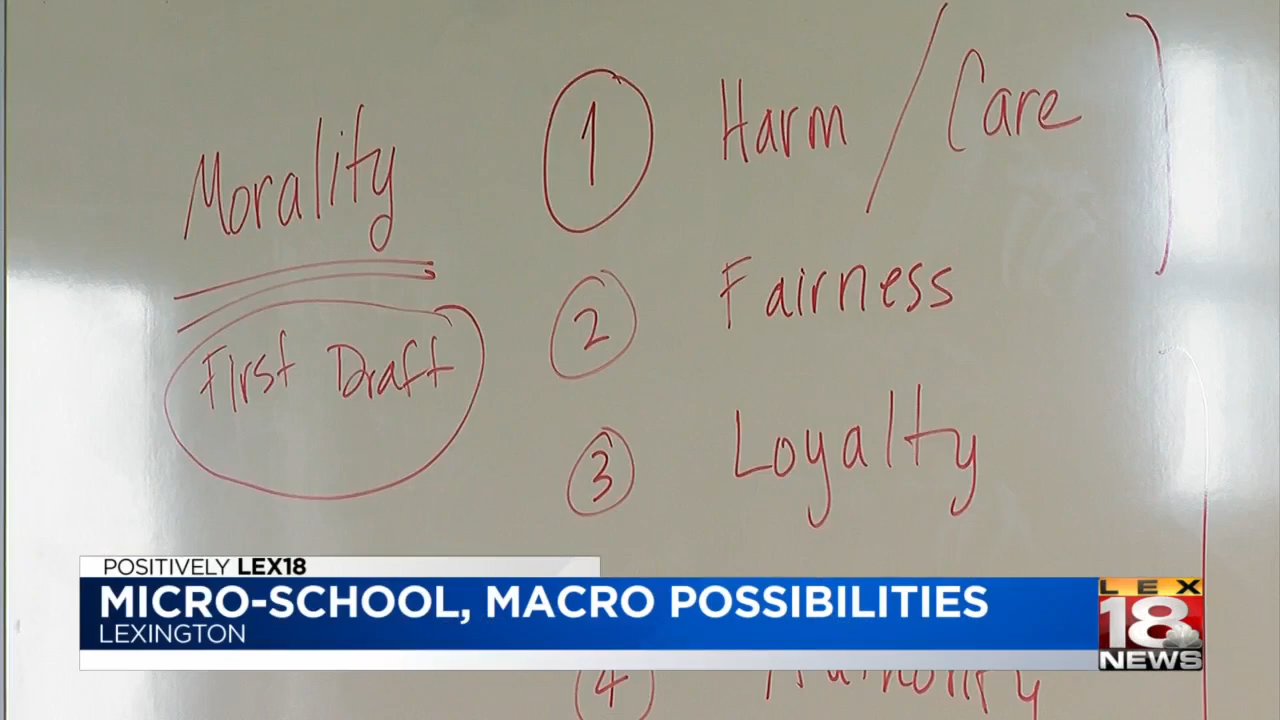 Morality
First Draft
1 Harm / Care
2 Fairness
3 Loyalty
4 Authority
POSITIVELY LEX18
MICRO-SCHOOL, MACRO POSSIBILITIES
LEXINGTON
LEX
18
NEWS